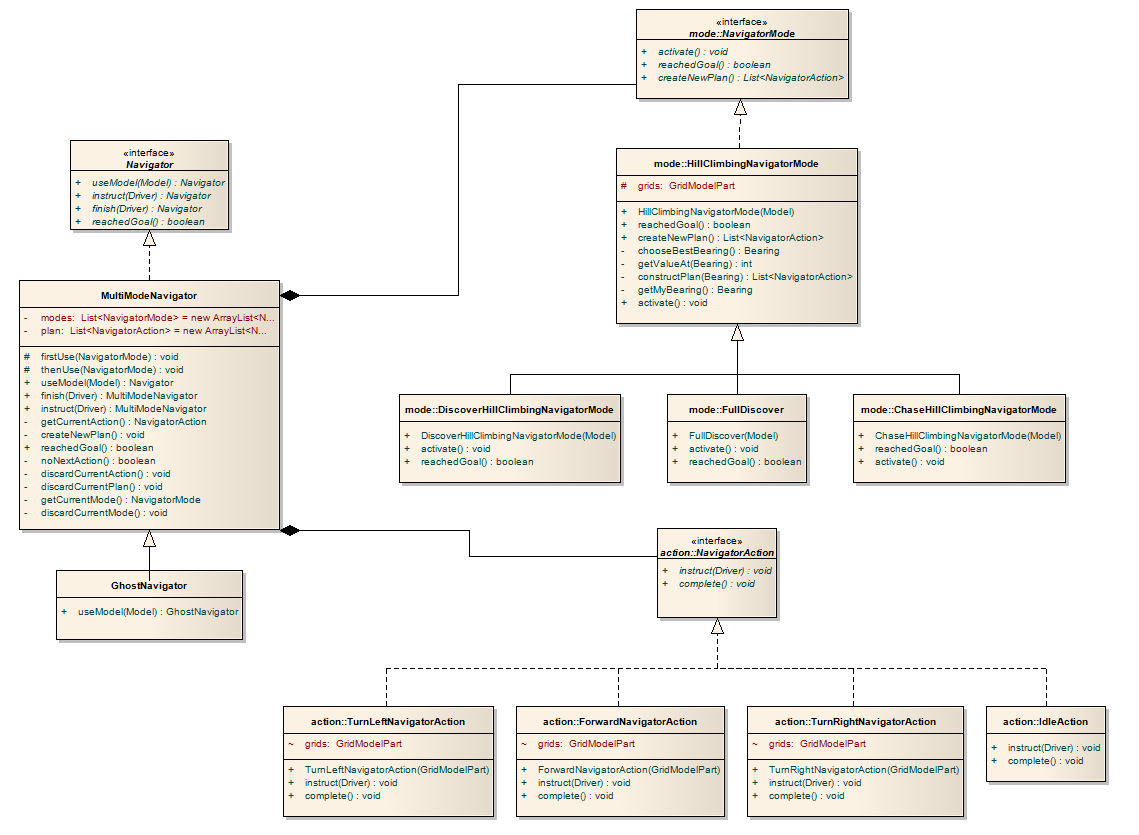 «interface»
mode::NavigatorMode
+ activate() : void
+ reachedGoal() : boolean
+ createNewPlan() : List<NavigatorAction>
«interface»
Navigator
+ useModel(Model) : Navigator
+ instruct(Driver) : Navigator
+ finish(Driver) : Navigator
+ reachedGoal() : boolean
mode::HillClimbingNavigatorMode
# grids: GridModelPart
+ HillClimbingNavigatorMode(Model)
+ reachedGoal() : boolean
+ createNewPlan() : List<NavigatorAction>
- chooseBestBearing() : Bearing
- getValueAt(Bearing) : int
- constructPlan(Bearing) : List<NavigatorAction>
- getMyBearing() : Bearing
+ activate() : void
MultiModeNavigator
- modes: List<NavigatorMode> = new ArrayList<N...
- plan: List<NavigatorAction> = new ArrayList<N...
# firstUse(NavigatorMode) : void
# thenUse(NavigatorMode) : void
+ useModel(Model) : Navigator
+ finish(Driver) : MultiModeNavigator
+ instruct(Driver) : MultiModeNavigator
- getCurrentAction() : NavigatorAction
- createNewPlan() : void
+ reachedGoal() : boolean
- noNextAction() : boolean
- discardCurrentAction() : void
- discardCurrentPlan() : void
- getCurrentMode() : NavigatorMode
- discardCurrentMode() : void
mode::DiscoverHillClimbingNavigatorMode
+ DiscoverHillClimbingNavigatorMode(Model)
+ activate() : void
+ reachedGoal() : boolean
mode::FullDiscover
+ FullDiscover(Model)
+ activate() : void
+ reachedGoal() : boolean
mode::ChaseHillClimbingNavigatorMode
+ ChaseHillClimbingNavigatorMode(Model)
+ reachedGoal() : boolean
+ activate() : void
GhostNavigator
+ useModel(Model) : GhostNavigator
«interface»
action::NavigatorAction
+ instruct(Driver) : void
+ complete() : void
action::TurnLeftNavigatorAction
~ grids: GridModelPart
+ TurnLeftNavigatorAction(GridModelPart)
+ instruct(Driver) : void
+ complete() : void
action::ForwardNavigatorAction
~ grids: GridModelPart
+ ForwardNavigatorAction(GridModelPart)
+ instruct(Driver) : void
+ complete() : void
action::TurnRightNavigatorAction
~ grids: GridModelPart
+ TurnRightNavigatorAction(GridModelPart)
+ instruct(Driver) : void
+ complete() : void
action::IdleAction
+ instruct(Driver) : void
+ complete() : void